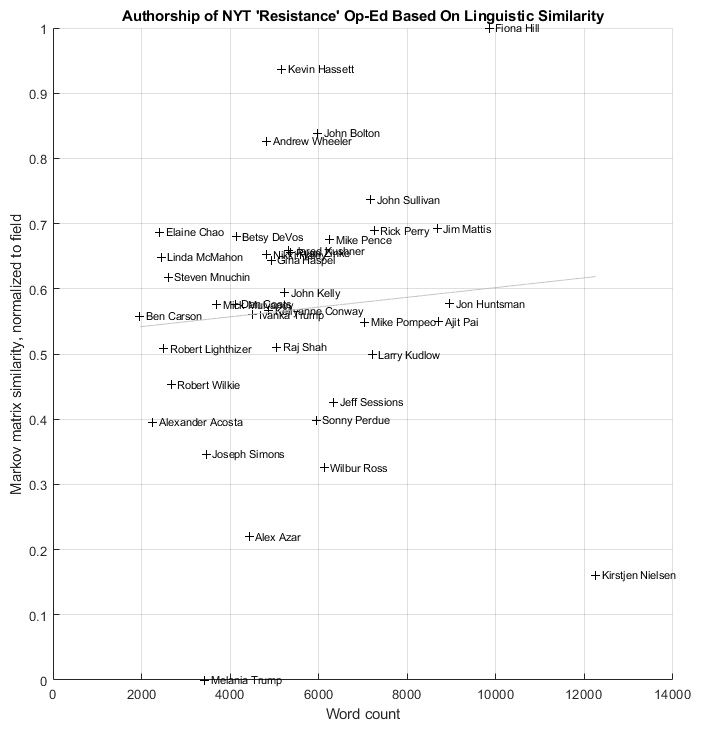 Authorship of NYT 'Resistance' Op-Ed Based On Linguistic Similarity
Markov matrix similarity, normalized to field
1
0.9
0.8
0.7
0.6
0.5
0.4
0.3
0.2
0.1
0
Fiona Hill
Kevin Hassett
John Bolton
Andrew Wheeler
John Sullivan
Elaine Chao
Betsy DeVos
Mike Pence
Rick Perry
Jim Mattis
Linda McMahon
Jared Kushner
Ryan Zinke
Nikki Haley
Gina Haspel
Steven Mnuchin
John Kelly
Mick Mulvaney
Dan Coats
Jon Huntsman
Ben Carson
Ivanka Trump
Kellyanne Conway
Mike Pompeo
Ajit Pai
Robert Lighthizer
Raj Shah
Larry Kudlow
Robert Wilkie
Jeff Sessions
Alexander Acosta
Sonny Perdue
Joseph Simons
Wilbur Ross
Alex Azar
Kirstjen Nielsen
Melania Trump
0 2000 4000 6000 8000 10000 12000 14000
Word count